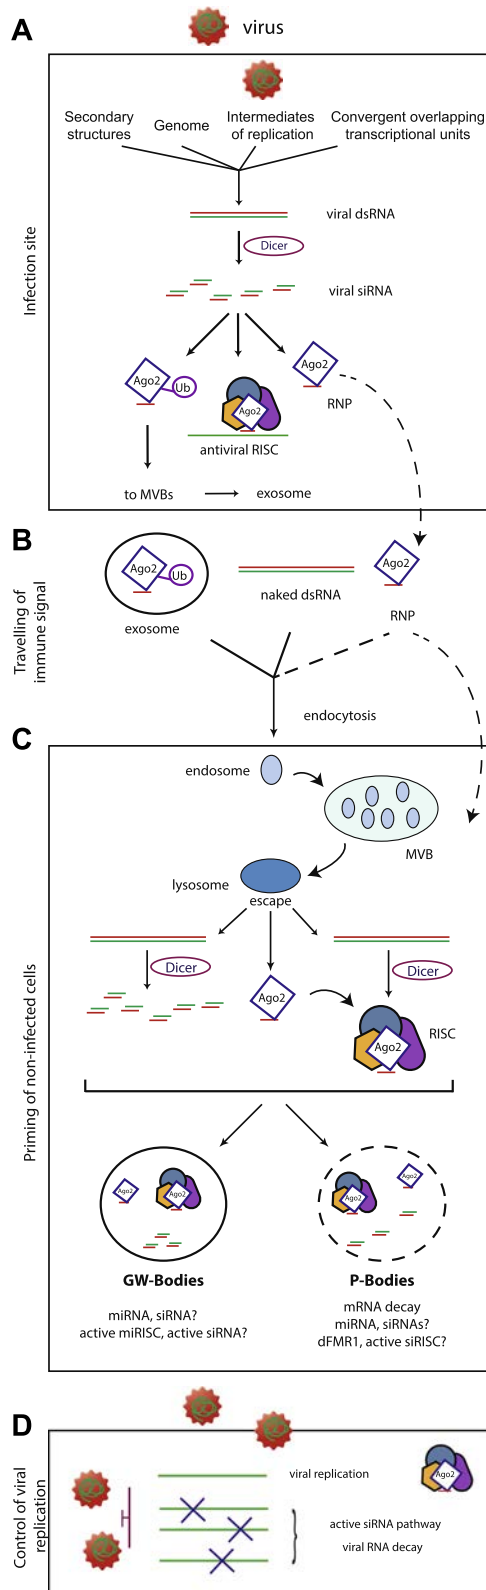 A
virus
Secondary
structures
Genome
Intermediates
of replication
Convergent overlapping
transcriptional units
viral dsRNA
Dicer
viral siRNA
Infection site
Ago2
Ub
Ago2
antiviral RISC
Ago2
RNP
to MVBs
exosome
B
Travelling of
immune signal
Ago2
Ub
exosome
naked dsRNA
Ago2
RNP
endocytosis
C
Priming of non-infected cells
endosome
MVB
lysosome
escape
Dicer
Ago2
Dicer
RISC
Ago2
Ago2
Ago2
Ago2
Ago2
GW-Bodies
miRNA, siRNA?
active miRISC, active siRNA?
P-Bodies
mRNA decay
miRNA, siRNAs?
dFMR1, active siRISC?
D
Control of viral
replication
viral replication
Ago2
active siRNA pathway
viral RNA decay